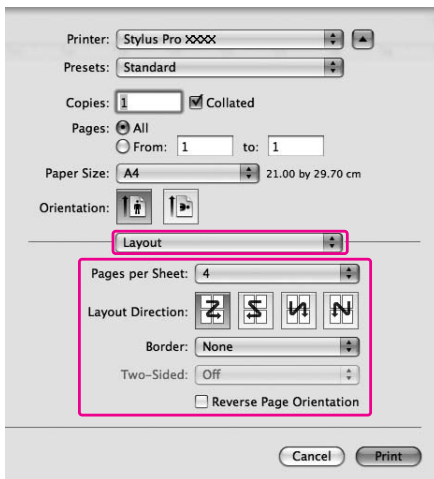 Printer: Stylus Pro XXXX
Presets: Standard
Copies: 1 Collated
Pages: All
From: 1 to: 1
Paper Size: A4 21.00 by 29.70 cm
Orientation:
Layout
Pages per Sheet: 4
Layout Direction:
Border: None
Two-Sided: Off
Reverse Page Orientation
Cancel Print